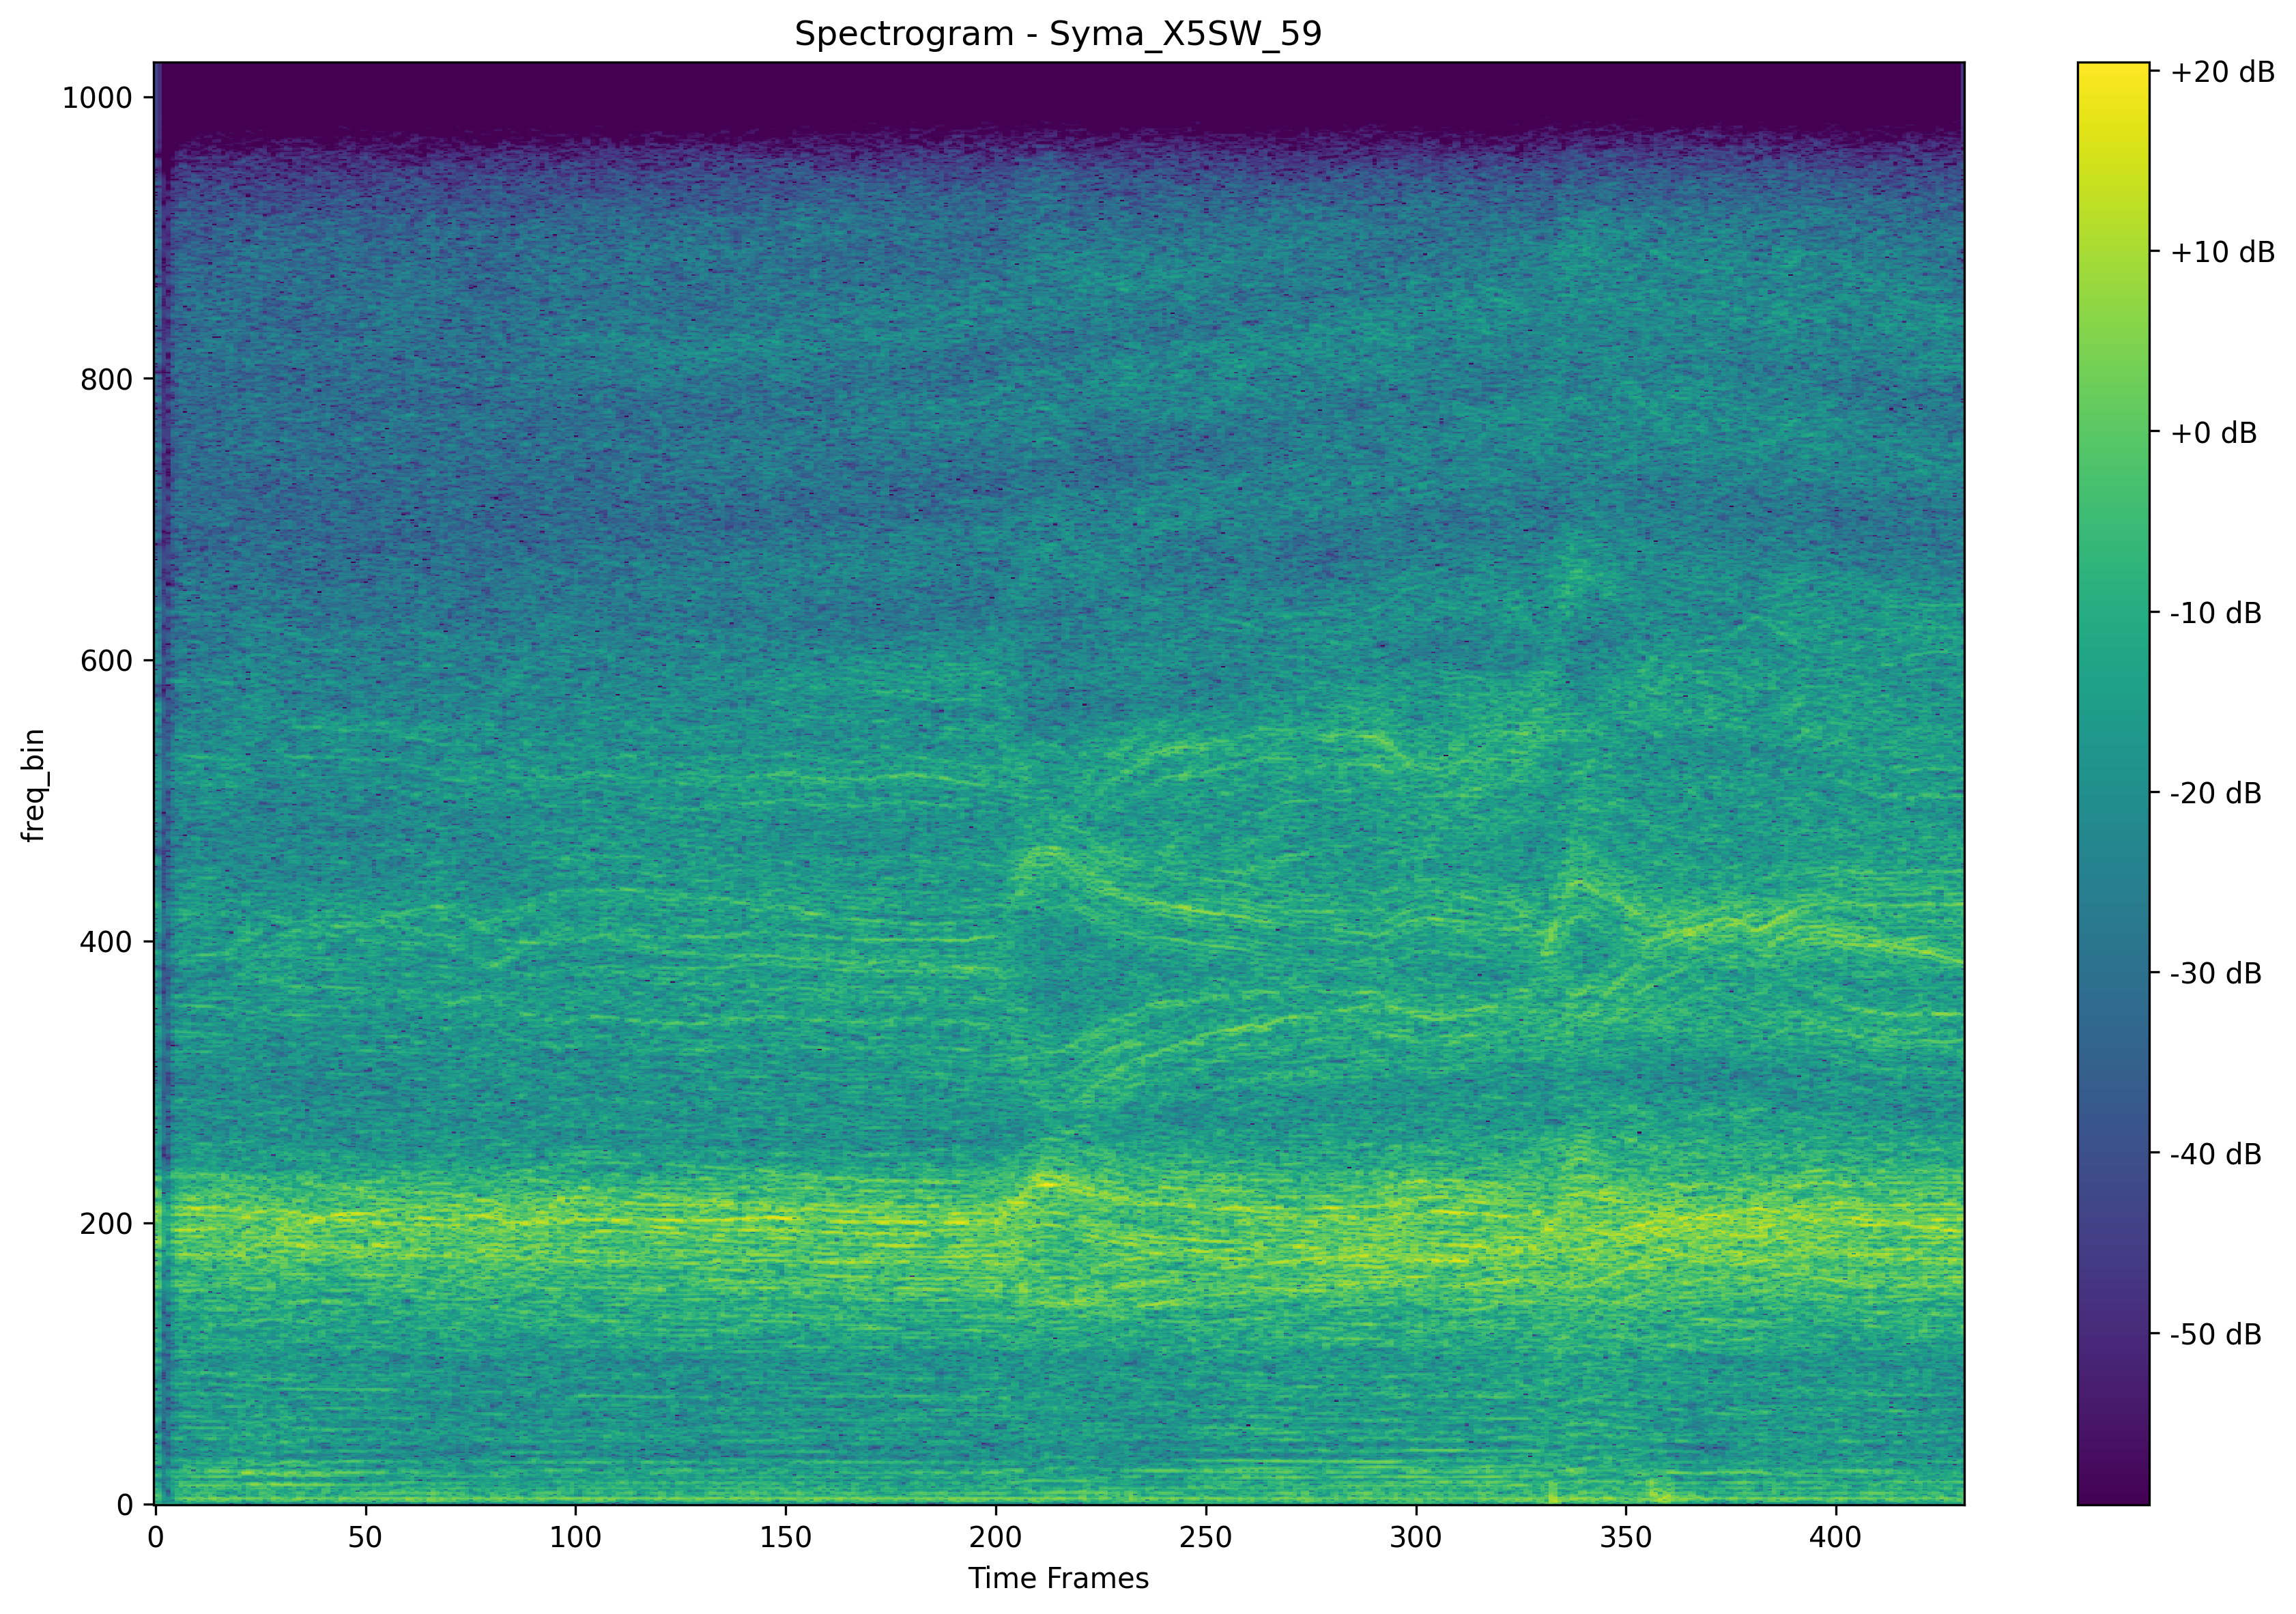 Spectrogram - Syma_X5SW_59
freq_bin
1000
800
600
400
200
0
0 50 100 150 200 250 300 350 400
Time Frames
+20 dB
+10 dB
+0 dB
-10 dB
-20 dB
-30 dB
-40 dB
-50 dB